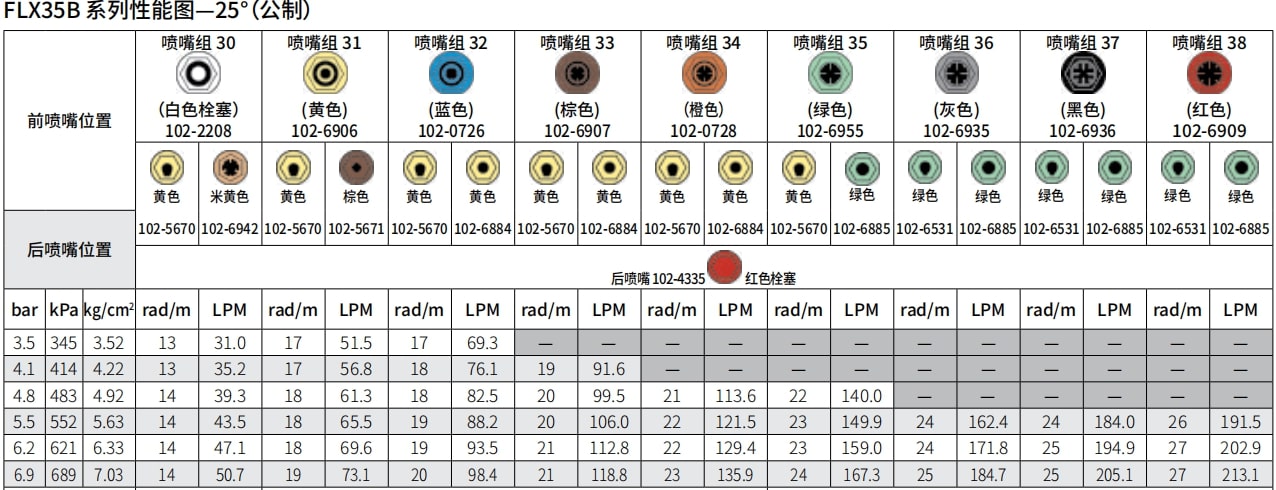 FLX35B 系列性能图—25°（公制）
前喷嘴位置
喷嘴组 30 喷嘴组 31 喷嘴组 32 喷嘴组 33 喷嘴组 34 喷嘴组 35 喷嘴组 36 喷嘴组 37 喷嘴组 38
（白色栓塞） (黄色) (蓝色) (棕色) (橙色) (绿色) (灰色) (黑色) (红色)
102-2208 102-6906 102-0726 102-6907 102-0728 102-6955 102-6935 102-6936 102-6909
黄色 米黄色 黄色 棕色 黄色 黄色 黄色 黄色 黄色 黄色 黄色 绿色 绿色 绿色 绿色 绿色 绿色 绿色
后喷嘴位置
102-5670 102-6942 102-5670 102-5671 102-5670 102-6884 102-5670 102-6884 102-5670 102-6884 102-5670 102-6885 102-6531 102-6885 102-6531 102-6885 102-6531 102-6885
后喷嘴 102-4335 红色栓塞
bar kPa kg/cm² rad/m LPM rad/m LPM rad/m LPM rad/m LPM rad/m LPM rad/m LPM rad/m LPM rad/m LPM rad/m LPM
3.5 345 3.52 13 31.0 17 51.5 17 69.3 — — — — — — — — — — — —
4.1 414 4.22 13 35.2 17 56.8 18 76.1 19 91.6 — — — — — — — — — —
4.8 483 4.92 14 39.3 18 61.3 18 82.5 20 99.5 21 113.6 22 140.0 — — — — — —
5.5 552 5.63 14 43.5 18 65.5 19 88.2 20 106.0 22 121.5 23 149.9 24 162.4 24 184.0 26 191.5
6.2 621 6.33 14 47.1 18 69.6 19 93.5 21 112.8 22 129.4 23 159.0 24 171.8 25 194.9 27 202.9
6.9 689 7.03 14 50.7 19 73.1 20 98.4 21 118.8 23 135.9 24 167.3 25 184.7 25 205.1 27 213.1